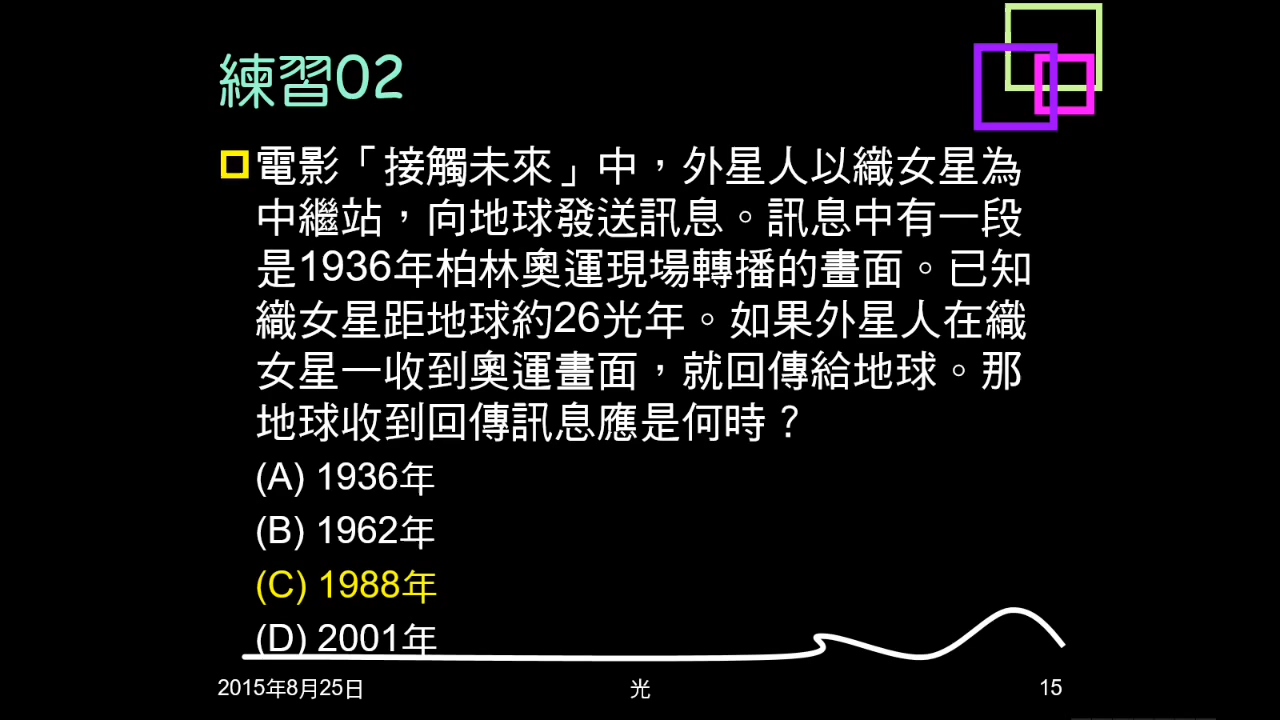 練習02
電影「接觸未來」中，外星人以織女星為
中繼站，向地球發送訊息。訊息中有一段
是1936年柏林奧運現場轉播的畫面。已知
織女星距地球約26光年。如果外星人在織
女星一收到奧運畫面，就回傳給地球。那
地球收到回傳訊息應是何時？
(A) 1936年
(B) 1962年
(C) 1988年
(D) 2001年
2015年8月25日
光
15